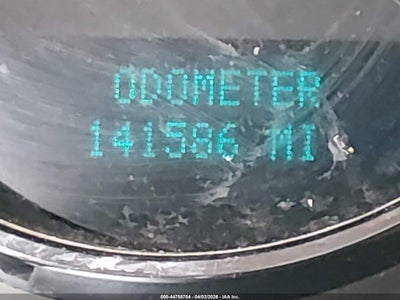 ODOMETER
141586 MI
000-44758704 - 04/02/2026 - IAA Inc.